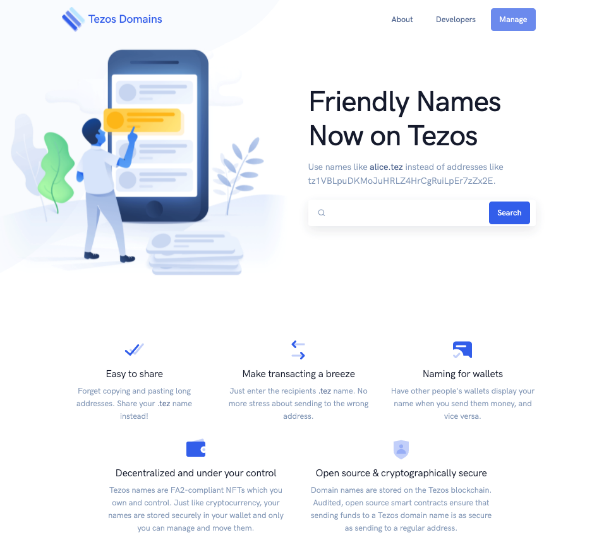 Tezos Domains
About
Developers
Manage
Friendly Names
Now on Tezos
Use names like alice.tez instead of addresses like
tz1VBLpuDKMoJuHRLZ4HrCgRuiLpEr7zZx2E.
Search
Easy to share
Forget copying and pasting long
addresses. Share your .tez name
instead!
Make transacting a breeze
Just enter the recipients .tez name. No
more stress about sending to the wrong
address.
Naming for wallets
Have other people's wallets display your
name when you send them money, and
vice versa.
Decentralized and under your control
Tezos names are FA2-compliant NFTs which you
own and control. Just like cryptocurrency, your
names are stored securely in your wallet and only
you can manage and move them.
Open source & cryptographically secure
Domain names are stored on the Tezos blockchain.
Audited, open source smart contracts ensure that
sending funds to a Tezos domain name is as secure
as sending to a regular address.